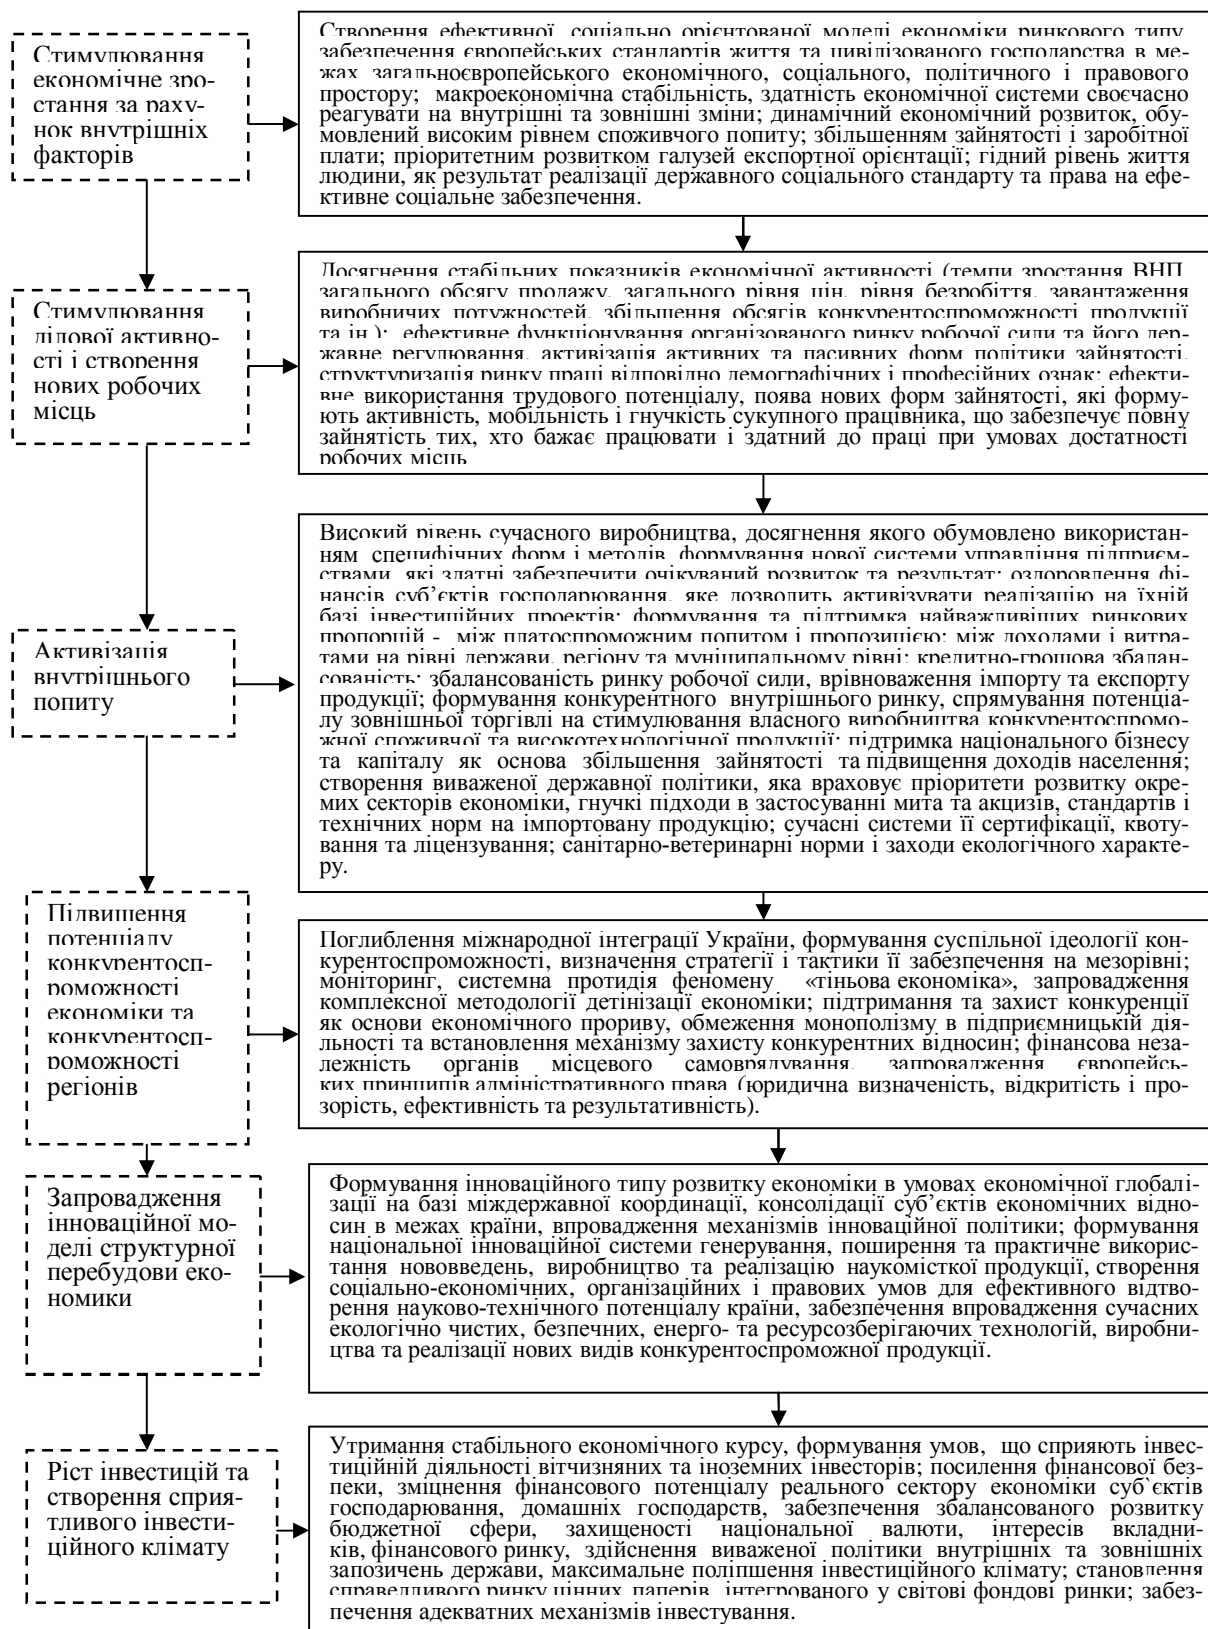 Стимулювання
економічне зро-
стання за раху-
нок внутрішніх
факторів
Створення ефективної, соціально орієнтованої моделі економіки ринкового типу,
забезпечення європейських стандартів життя та цивілізованого господарства в ме-
жах загальноєвропейського економічного, соціального, політичного і правового
простору; макроекономічна стабільність, здатність економічної системи своєчасно
реагувати на внутрішні та зовнішні зміни; динамічний економічний розвиток, обу-
мовлений високим рівнем споживчого попиту; збільшенням зайнятості і заробітної
плати; пріоритетним розвитком галузей експортної орієнтації; гідний рівень життя
людини, як результат реалізації державного соціального стандарту та права на ефе-
ктивне соціальне забезпечення.
Стимулювання
ділової активно-
сті і створення
нових робочих
місць
Досягнення стабільних показників економічної активності (темпи зростання ВНП,
загального обсягу продажу, загального рівня цін, рівня безробіття, завантаження
виробничих потужностей, збільшення обсягів конкурентоспроможності продукції
та ін.); ефективне функціонування організованого ринку робочої сили та його дер-
жавне регулювання, активізація активних та пасивних форм політики зайнятості,
структуризація ринку праці відповідно демографічних і професійних ознак; ефекти-
вне використання трудового потенціалу, поява нових форм зайнятості, які форму-
ють активність, мобільність і гнучкість сукупного працівника, що забезпечує повну
зайнятість тих, хто бажає працювати і здатний до праці при умовах достатності
робочих місць
Активізація
внутрішнього
попиту
Високий рівень сучасного виробництва, досягнення якого обумовлено використан-
ням специфічних форм і методів, формування нової системи управління підприєм-
ствами, які здатні забезпечити очікуваний розвиток та результат; оздоровлення фі-
нансів суб’єктів господарювання, яке дозволить активізувати реалізацію на їхній
базі інвестиційних проектів; формування та підтримка найважливіших ринкових
пропорцій - між платоспроможним попитом і пропозицією; між доходами і витра-
тами на рівні держави, регіону та муніципальному рівні; кредитно-грошова збалан-
сованість; збалансованість ринку робочої сили, врівноваження імпорту та експорту
продукції; формування конкурентного внутрішнього ринку, спрямування потенціа-
лу зовнішньої торгівлі на стимулювання власного виробництва конкурентоспромо-
жної споживчої та високотехнологічної продукції; підтримка національного бізнесу
та капіталу як основа збільшення зайнятості та підвищення доходів населення;
створення виваженої державної політики, яка враховує пріоритети розвитку окре-
мих секторів економіки, гнучкі підходи в застосуванні мита та акцизів, стандартів і
технічних норм на імпортовану продукцію; сучасні системи її сертифікації, квоту-
вання та ліцензування; санітарно-ветеринарні норми і заходи екологічного характе-
ру.
Підвищення
потенціалу
конкурентосп-
роможності
економіки та
конкурентосп-
роможності
регіонів
Поглиблення міжнародної інтеграції України, формування суспільної ідеології кон-
курентоспроможності, визначення стратегії і тактики її забезпечення на мезорівні;
моніторинг, системна протидія феномену «тіньова економіка», запровадження
комплексної методології детінізації економіки; підтримання та захист конкуренції
як основи економічного прориву, обмеження монополізму в підприємницькій дія-
льності та встановлення механізму захисту конкурентних відносин; фінансова неза-
лежність органів місцевого самоврядування, запровадження європейсь-
ких принципів адміністративного права (юридична визначеність, відкритість і про-
зорість, ефективність та результативність).
Запровадження
інноваційної мо-
делі структурної
перебудови еко-
номики
Формування інноваційного типу розвитку економіки в умовах економічної глобалі-
зації на базі міждержавної координації, консолідації суб’єктів економічних відно-
син в межах країни, впровадження механізмів інноваційної політики; формування
національної інноваційної системи генерування, поширення та практичне викорис-
тання нововведень, виробництво та реалізацію наукомісткої продукції, створення
соціально-економічних, організаційних і правових умов для ефективного відтво-
рення науково-технічного потенціалу країни, забезпечення впровадження сучасних
екологічно чистих, безпечних, енерго- та ресурсозберігаючих технологій, виробни-
цтва та реалізації нових видів конкурентоспроможної продукції.
Ріст інвестицій та
створення сприя-
тливого інвести-
ційного клімату
Утримання стабільного економічного курсу, формування умов, що сприяють інвес-
тиційній діяльності вітчизняних та іноземних інвесторів; посилення фінансової без-
пеки, зміцнення фінансового потенціалу реального сектору економіки суб`єктів
господарювання, домашніх господарств, забезпечення збалансованого розвитку
бюджетної сфери, захищеності національної валюти, інтересів вкладни-
ків, фінансового ринку, здійснення виваженої політики внутрішніх та зовнішніх
запозичень держави, максимальне поліпшення інвестиційного клімату; становлення
справедливого ринку цінних паперів, інтегрованого у світові фондові ринки; забез-
печення адекватних механізмів інвестування.